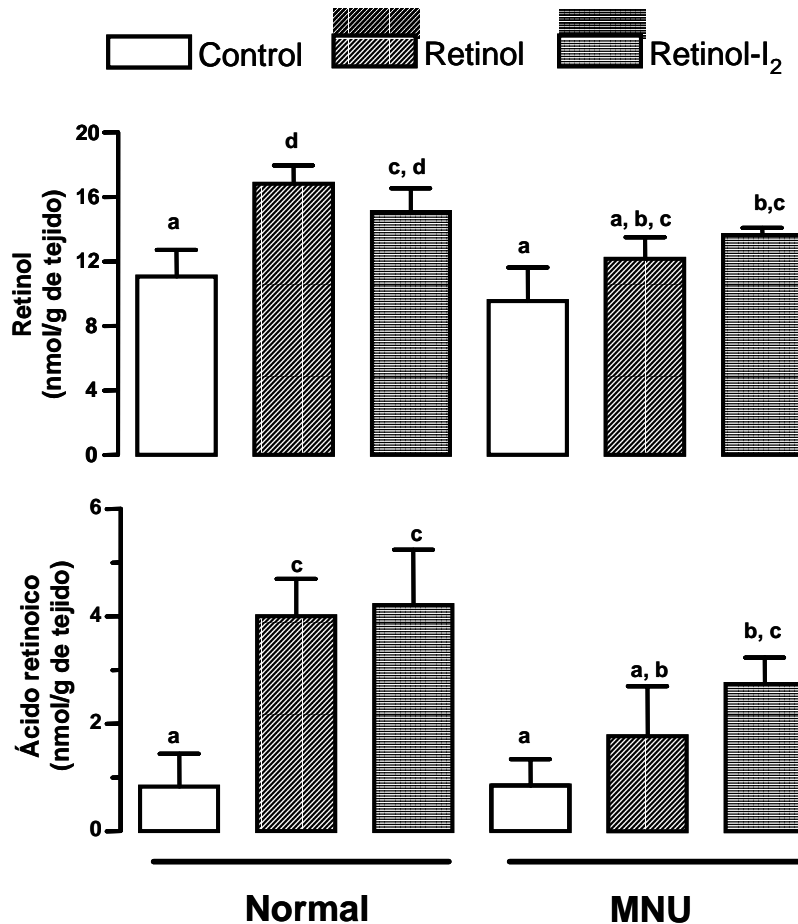 Control Retinol Retinol-I₂
Retinol
(nmol/g de tejido)
20
16
12
8
4
0
a
d
c, d
a
a, b, c
b,c
Ácido retinoico
(nmol/g de tejido)
6
4
2
0
a
c
c
a
a, b
b, c
Normal MNU